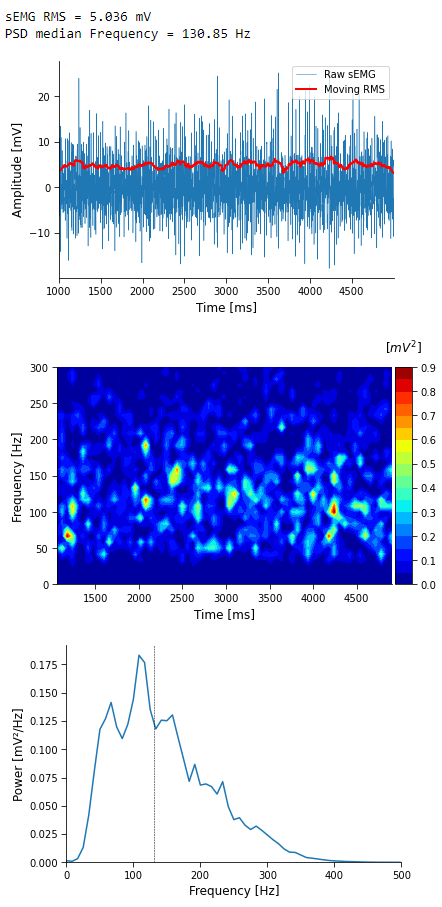 sEMG RMS = 5.036 mV
PSD median Frequency = 130.85 Hz
Raw sEMG
Moving RMS
20
10
0
−10
Amplitude [mV]
1000 1500 2000 2500 3000 3500 4000 4500
Time [ms]
[mV²]
300
250
200
150
100
50
0
Frequency [Hz]
0.9
0.8
0.7
0.6
0.5
0.4
0.3
0.2
0.1
0.0
1500 2000 2500 3000 3500 4000 4500
Time [ms]
0.175
0.150
0.125
0.100
0.075
0.050
0.025
0.000
Power [mV²/Hz]
0 100 200 300 400 500
Frequency [Hz]